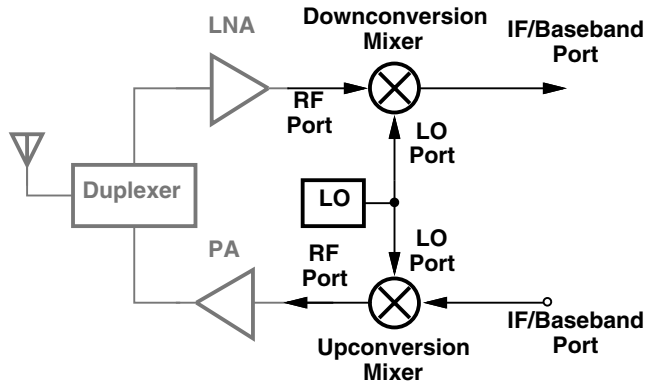 Downconversion
Mixer
LNA
IF/Baseband
Port
RF
Port
LO
Port
Duplexer
LO
PA
RF
Port
LO
Port
IF/Baseband
Port
Upconversion
Mixer